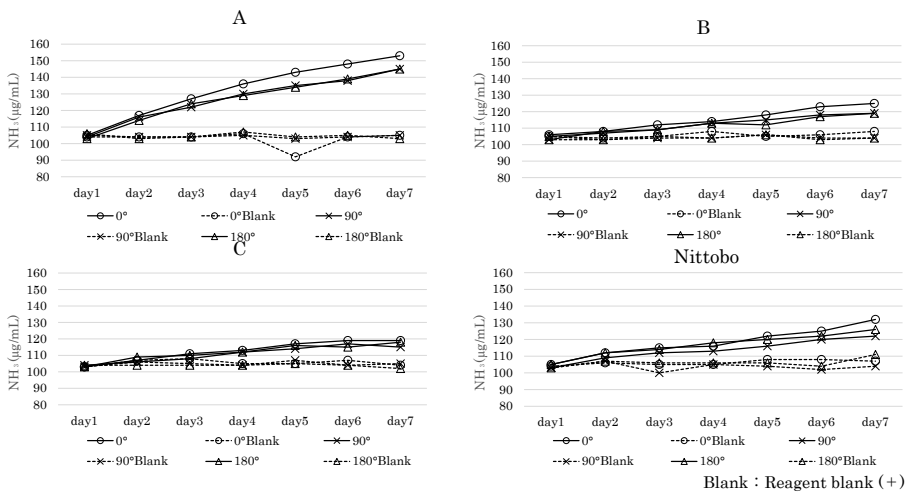 A
160
150
140
130
120
110
100
90
80
NH₃(μg/mL)
day1 day2 day3 day4 day5 day6 day7
0° 0°Blank 90°
90°Blank 180° 180°Blank
B
160
150
140
130
120
110
100
90
80
NH₃(μg/mL)
day1 day2 day3 day4 day5 day6 day7
0° 0°Blank 90°
90°Blank 180° 180°Blank
C
160
150
140
130
120
110
100
90
80
NH₃(μg/mL)
day1 day2 day3 day4 day5 day6 day7
0° 0°Blank 90°
90°Blank 180° 180°Blank
Nittobo
160
150
140
130
120
110
100
90
80
NH₃(μg/mL)
day1 day2 day3 day4 day5 day6 day7
0° 0°Blank 90°
90°Blank 180° 180°Blank
Blank：Reagent blank (+)